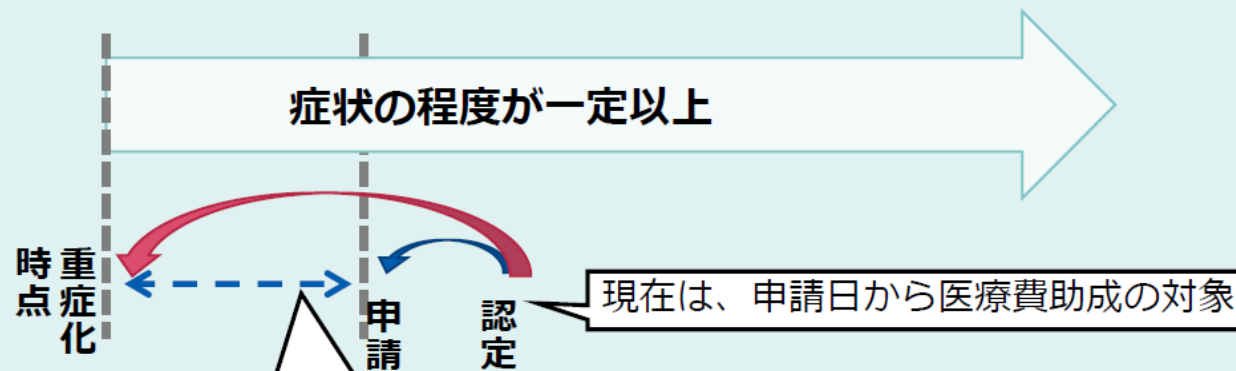 症状の程度が一定以上
重症化
時点
申請
認定
現在は、申請日から医療費助成の対象